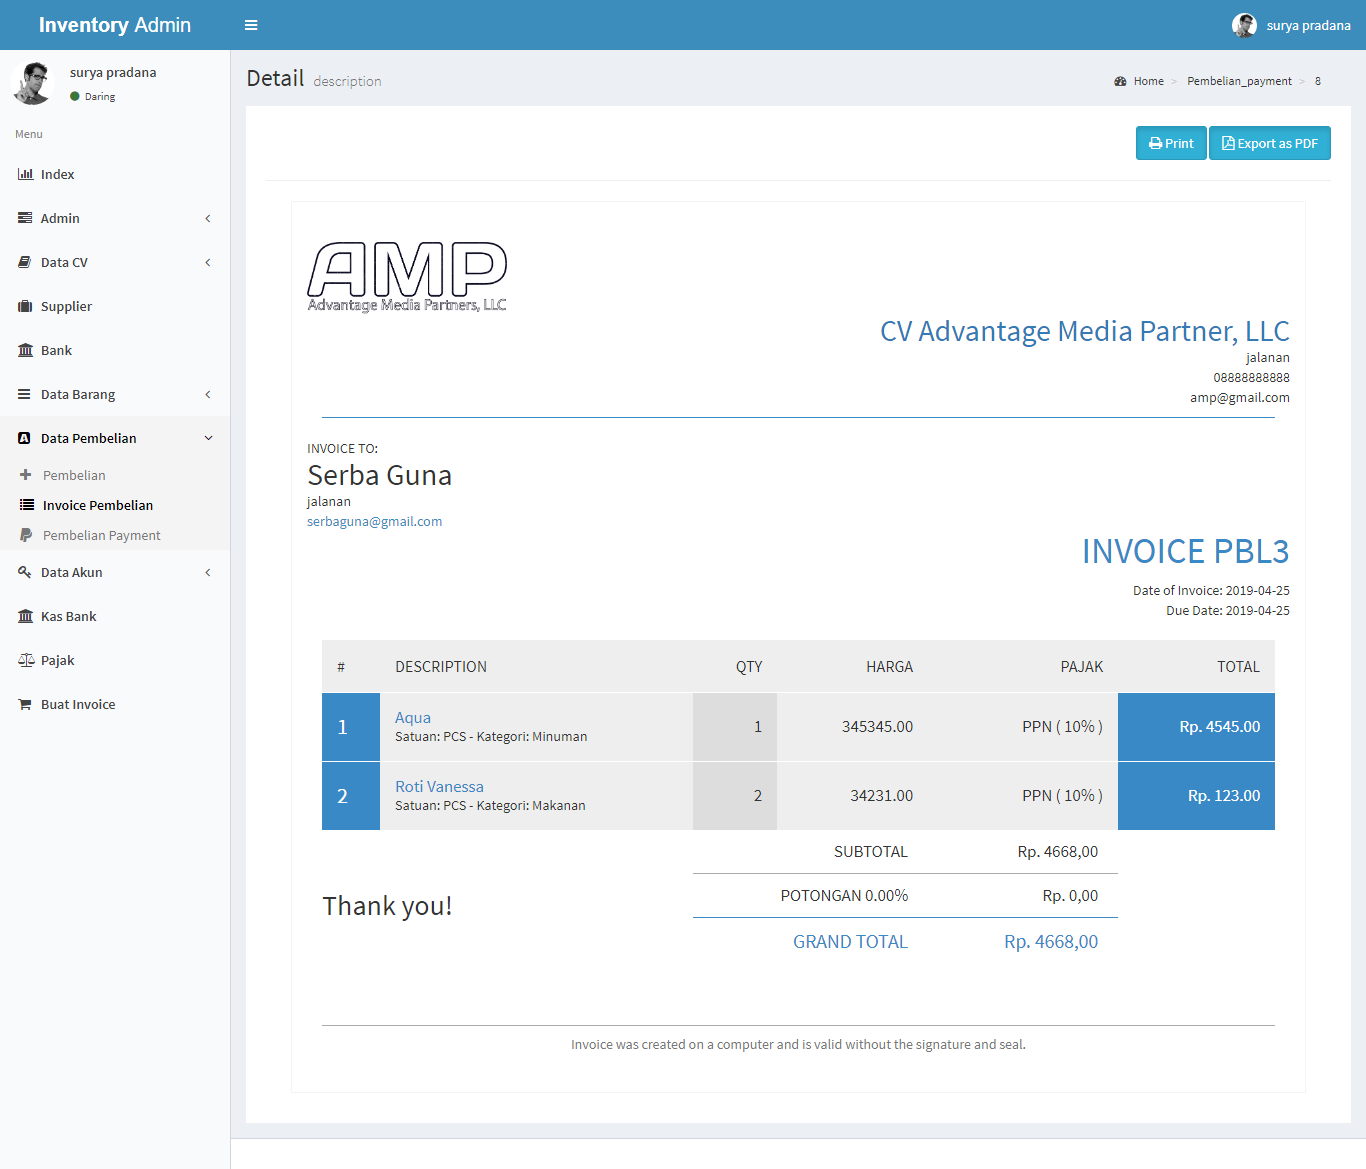 Inventory Admin
surya pradana
surya pradana
Daring
Menu
Index
Admin
Data CV
Supplier
Bank
Data Barang
Data Pembelian
Pembelian
Invoice Pembelian
Pembelian Payment
Data Akun
Kas Bank
Pajak
Buat Invoice
Detail description
Home > Pembelian_payment > 8
Print
Export as PDF
AMP
Advantage Media Partners, LLC
CV Advantage Media Partner, LLC
jalanan
08888888888
amp@gmail.com
INVOICE TO:
Serba Guna
jalanan
serbaguna@gmail.com
INVOICE PBL3
Date of Invoice: 2019-04-25
Due Date: 2019-04-25
# DESCRIPTION QTY HARGA PAJAK TOTAL
1 Aqua 1 345345.00 PPN ( 10% ) Rp. 4545.00
Satuan: PCS - Kategori: Minuman
2 Roti Vanessa 2 34231.00 PPN ( 10% ) Rp. 123.00
Satuan: PCS - Kategori: Makanan
SUBTOTAL Rp. 4668,00
POTONGAN 0.00% Rp. 0,00
GRAND TOTAL Rp. 4668,00
Thank you!
Invoice was created on a computer and is valid without the signature and seal.